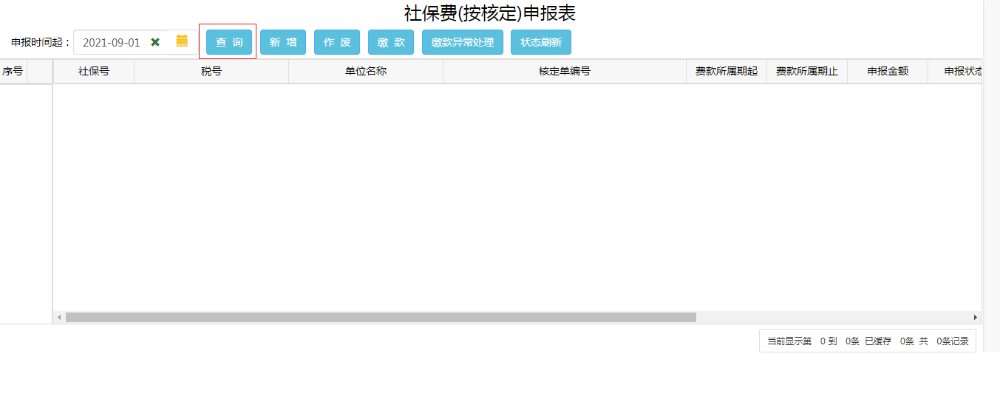 社保费(按核定)申报表
申报时间起： 2021-09-01 查 询 新 增 作 废 缴 款 缴款异常处理 状态刷新
序号 社保号 税号 单位名称 核定单编号 费款所属期起 费款所属期止 申报金额 申报状态
当前显示第 0 到 0条 已缓存 0条 共 0条记录